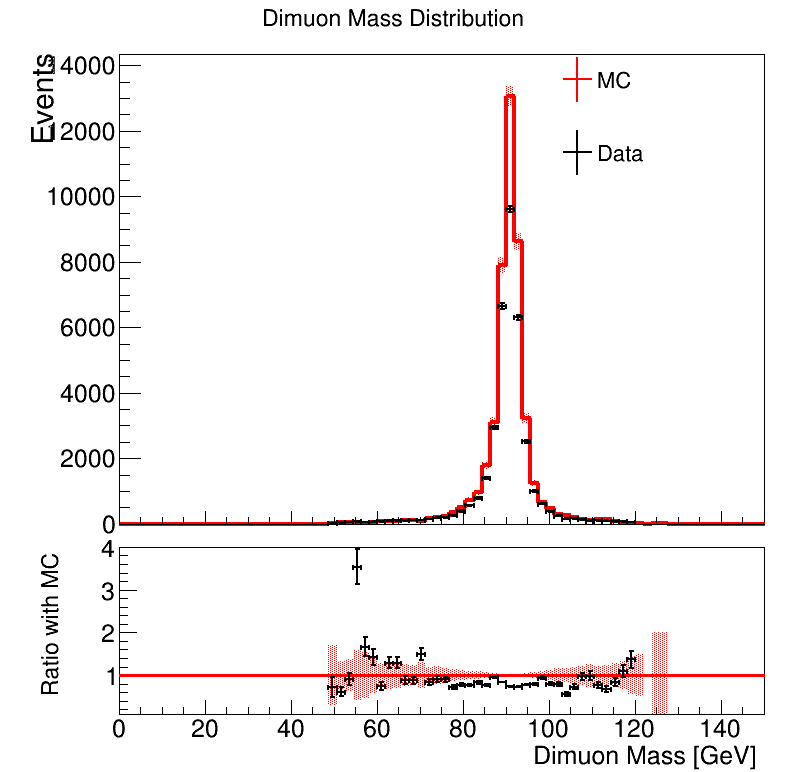 Dimuon Mass Distribution
Events
14000
12000
10000
8000
6000
4000
2000
0
MC
Data
Ratio with MC
4
3
2
1
0 20 40 60 80 100 120 140
Dimuon Mass [GeV]